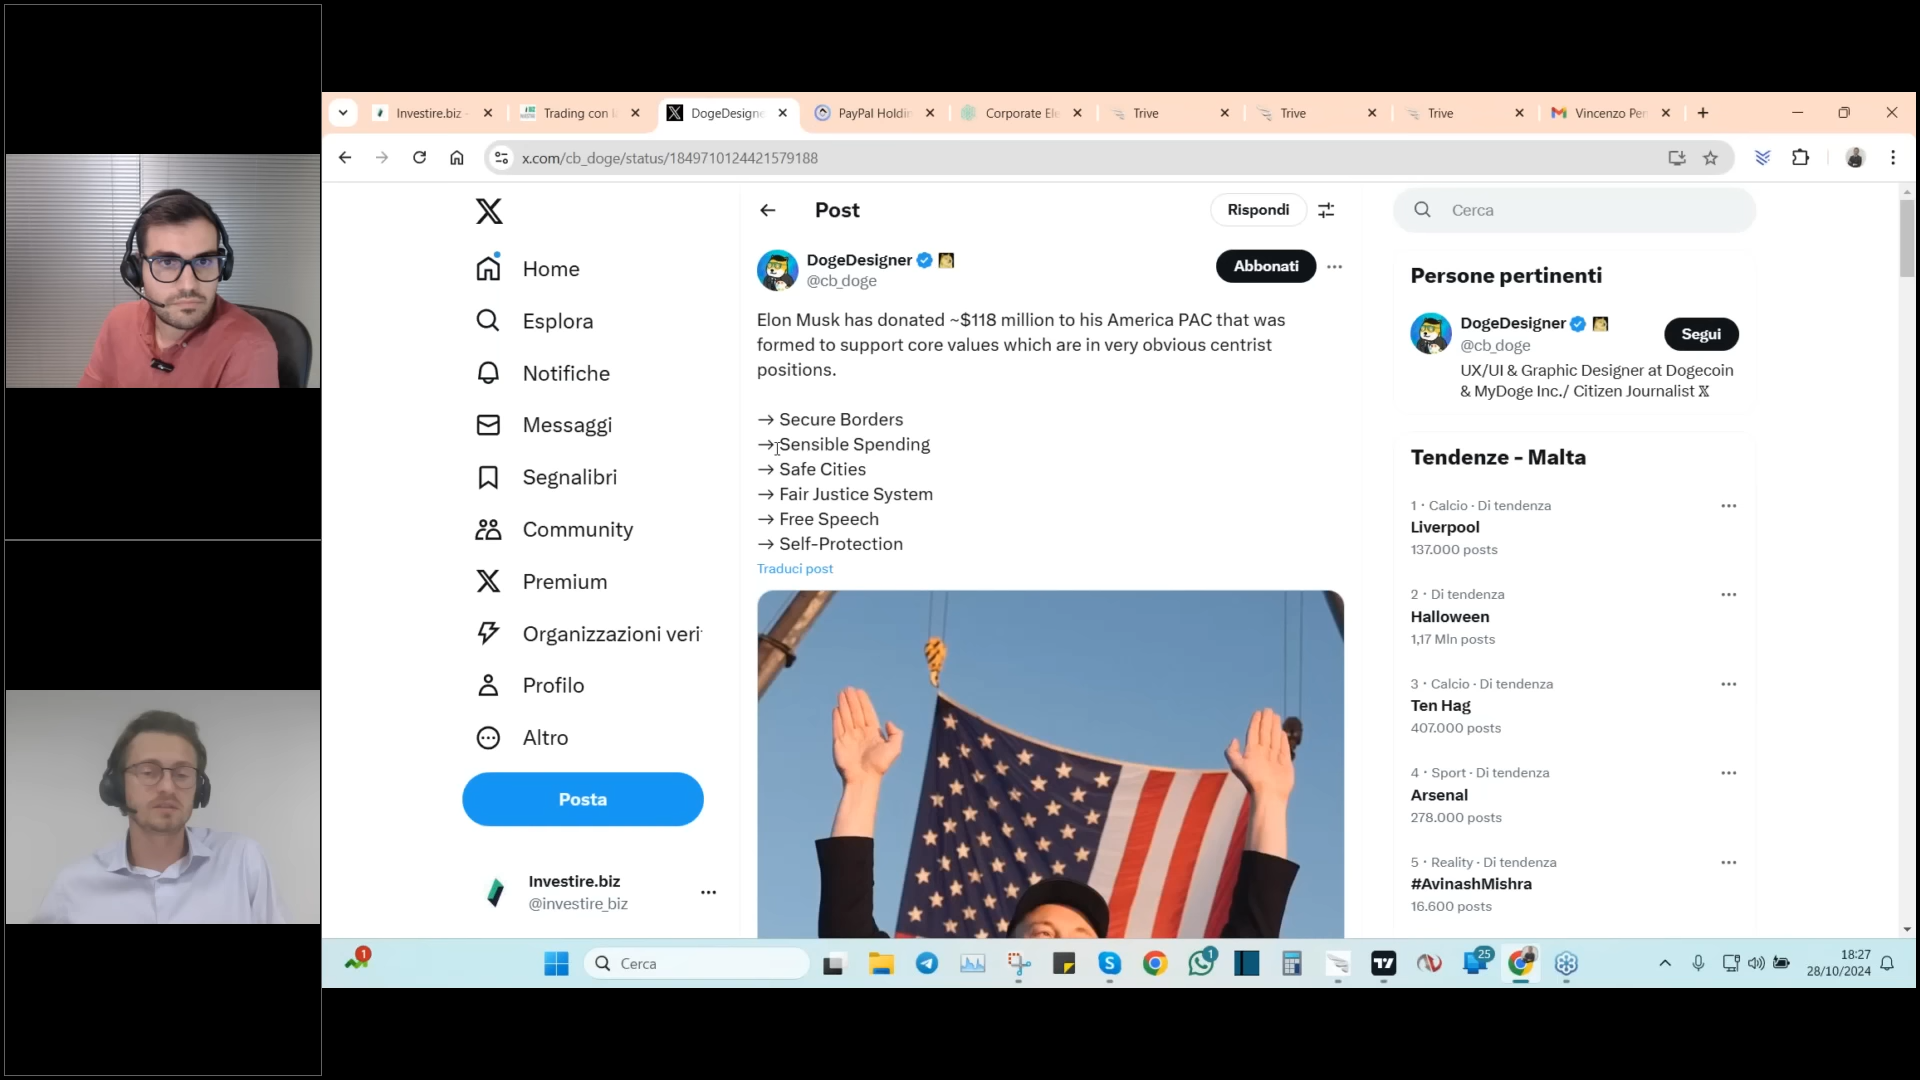 Investire.biz -
Trading con l
DogeDesigne
PayPal Holdin
Corporate Ele
Trive
Trive
Trive
Vincenzo Per
x.com/cb_doge/status/1849710124421579188
Home
Esplora
Notifiche
Messaggi
Segnalibri
Community
Premium
Organizzazioni veri
Profilo
Altro
Posta
Investire.biz
@investire_biz
Post
Rispondi
DogeDesigner
@cb_doge
Abbonati
Elon Musk has donated ~$118 million to his America PAC that was
formed to support core values which are in very obvious centrist
positions.
→ Secure Borders
→ Sensible Spending
→ Safe Cities
→ Fair Justice System
→ Free Speech
→ Self-Protection
Traduci post
Cerca
Persone pertinenti
DogeDesigner
@cb_doge
Segui
UX/UI & Graphic Designer at Dogecoin
& MyDoge Inc./ Citizen Journalist 𝕏
Tendenze - Malta
1 · Calcio · Di tendenza
Liverpool
137.000 posts
2 · Di tendenza
Halloween
1,17 Mln posts
3 · Calcio · Di tendenza
Ten Hag
407.000 posts
4 · Sport · Di tendenza
Arsenal
278.000 posts
5 · Reality · Di tendenza
#AvinashMishra
16.600 posts
1
Cerca
1
25
18:27
28/10/2024